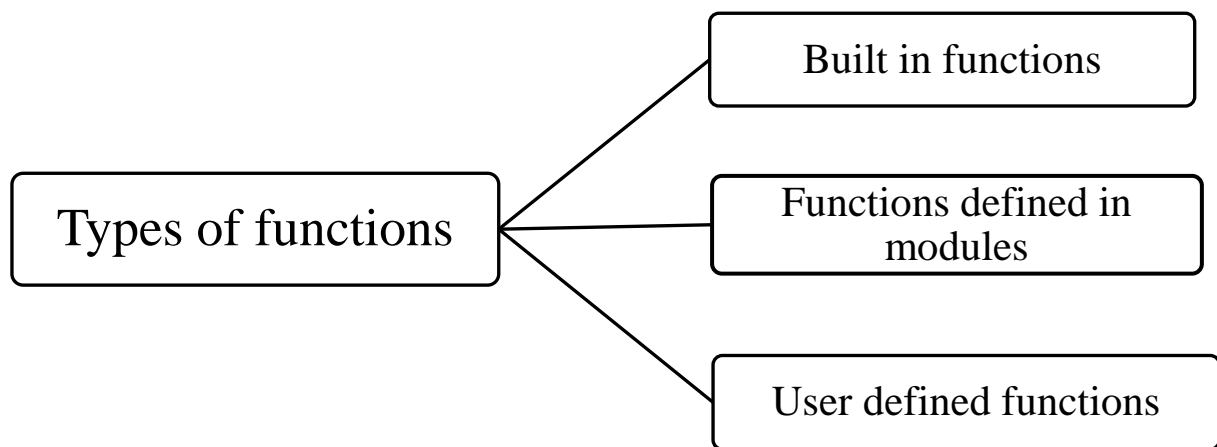 Types of functions
Built in functions
Functions defined in
modules
User defined functions